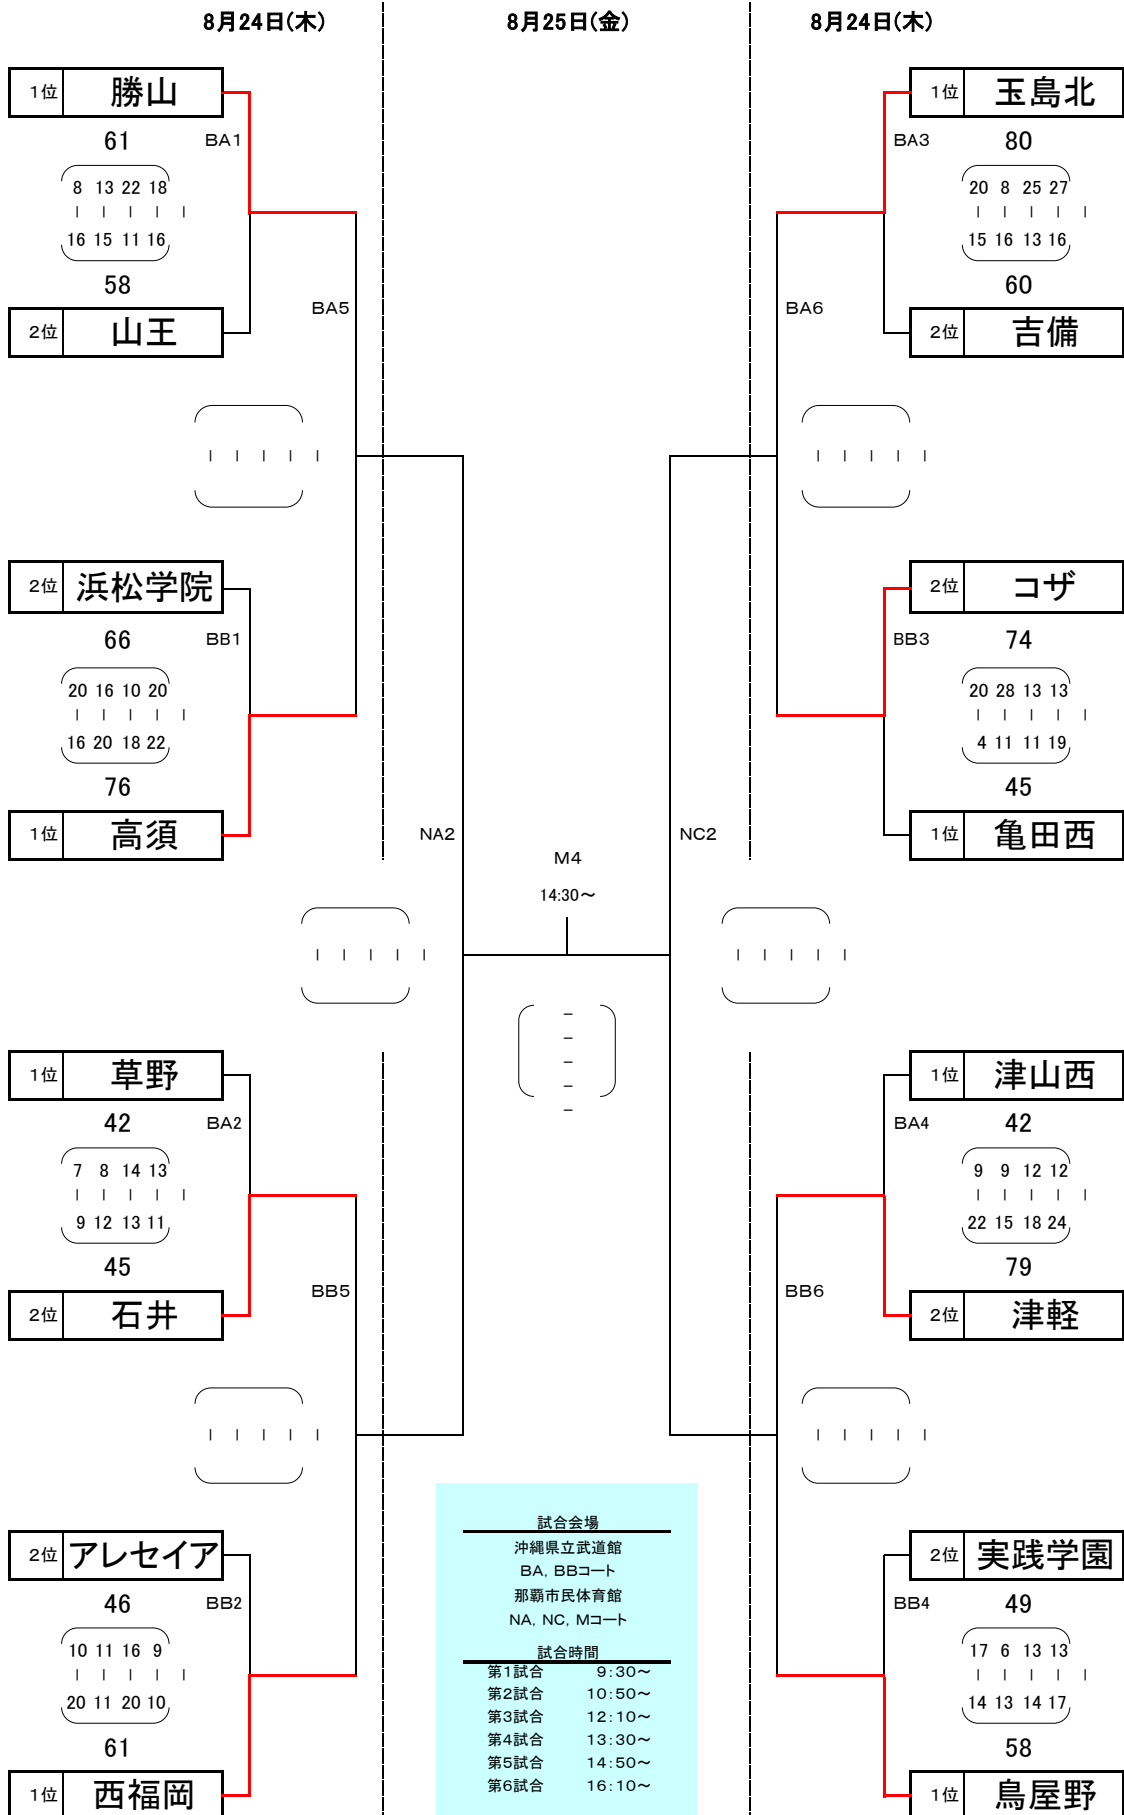 8月24日(木)
8月25日(金)
8月24日(木)
1位 勝山
61
BA1
8 13 22 18
16 15 11 16
58
2位 山王
BA5
2位 浜松学院
66
BB1
20 16 10 20
16 20 18 22
76
1位 高須
NA2
1位 草野
42
BA2
7 8 14 13
9 12 13 11
45
2位 石井
BB5
2位 アレセイア
46
BB2
10 11 16 9
20 11 20 10
61
1位 西福岡
M4
14:30～
試合会場
沖縄県立武道館
BA, BBコート
那覇市民体育館
NA, NC, Mコート
試合時間
第1試合 9:30～
第2試合 10:50～
第3試合 12:10～
第4試合 13:30～
第5試合 14:50～
第6試合 16:10～
1位 玉島北
BA3
80
20 8 25 27
15 16 13 16
60
2位 吉備
BA6
2位 コザ
BB3
74
20 28 13 13
4 11 11 19
45
1位 亀田西
NC2
1位 津山西
BA4
42
9 9 12 12
22 15 18 24
79
2位 津軽
BB6
2位 実践学園
BB4
49
17 6 13 13
14 13 14 17
58
1位 鳥屋野